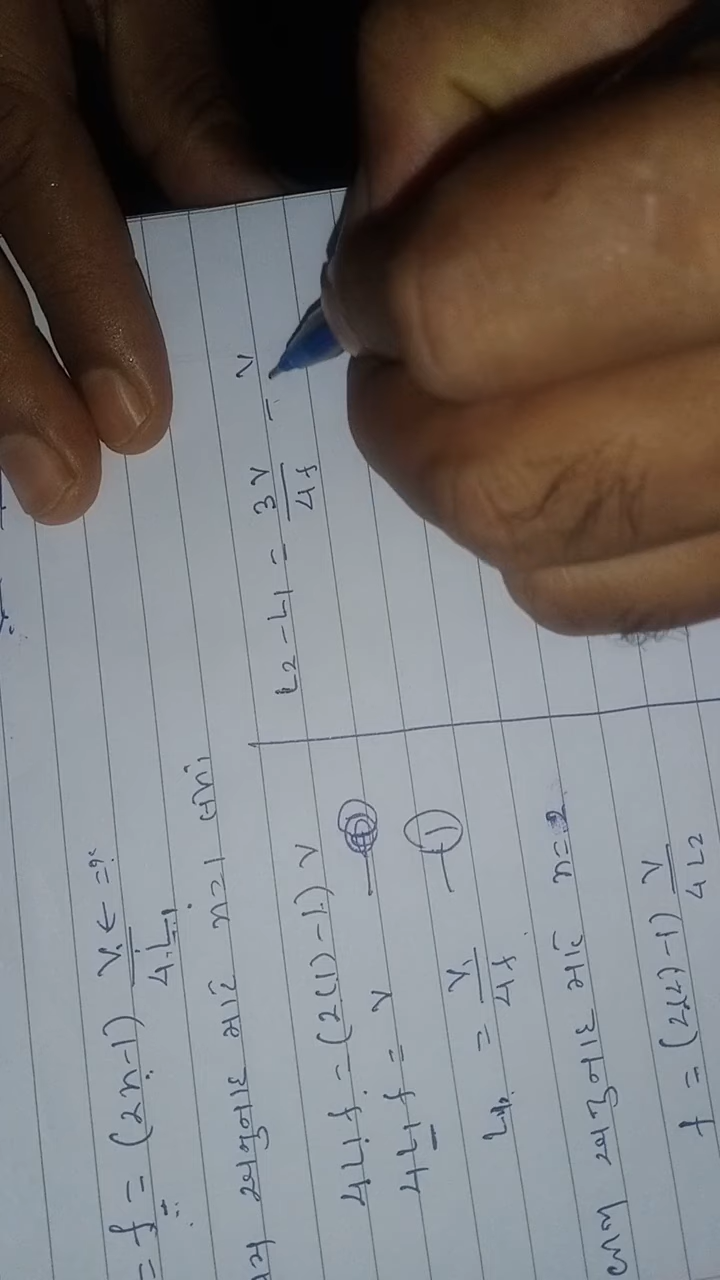 = f = (2n-1) v ← = ?
4L1
અનુનાદ માટે n=1 લેતાં
4L1f = (2(1)-1) v
4L1f = v — ①
L1 = v1 / 4f
અનુનાદ માટે n=2
f = (2(2)-1) v / 4L2
L2 - L1 = 3v / 4f - v